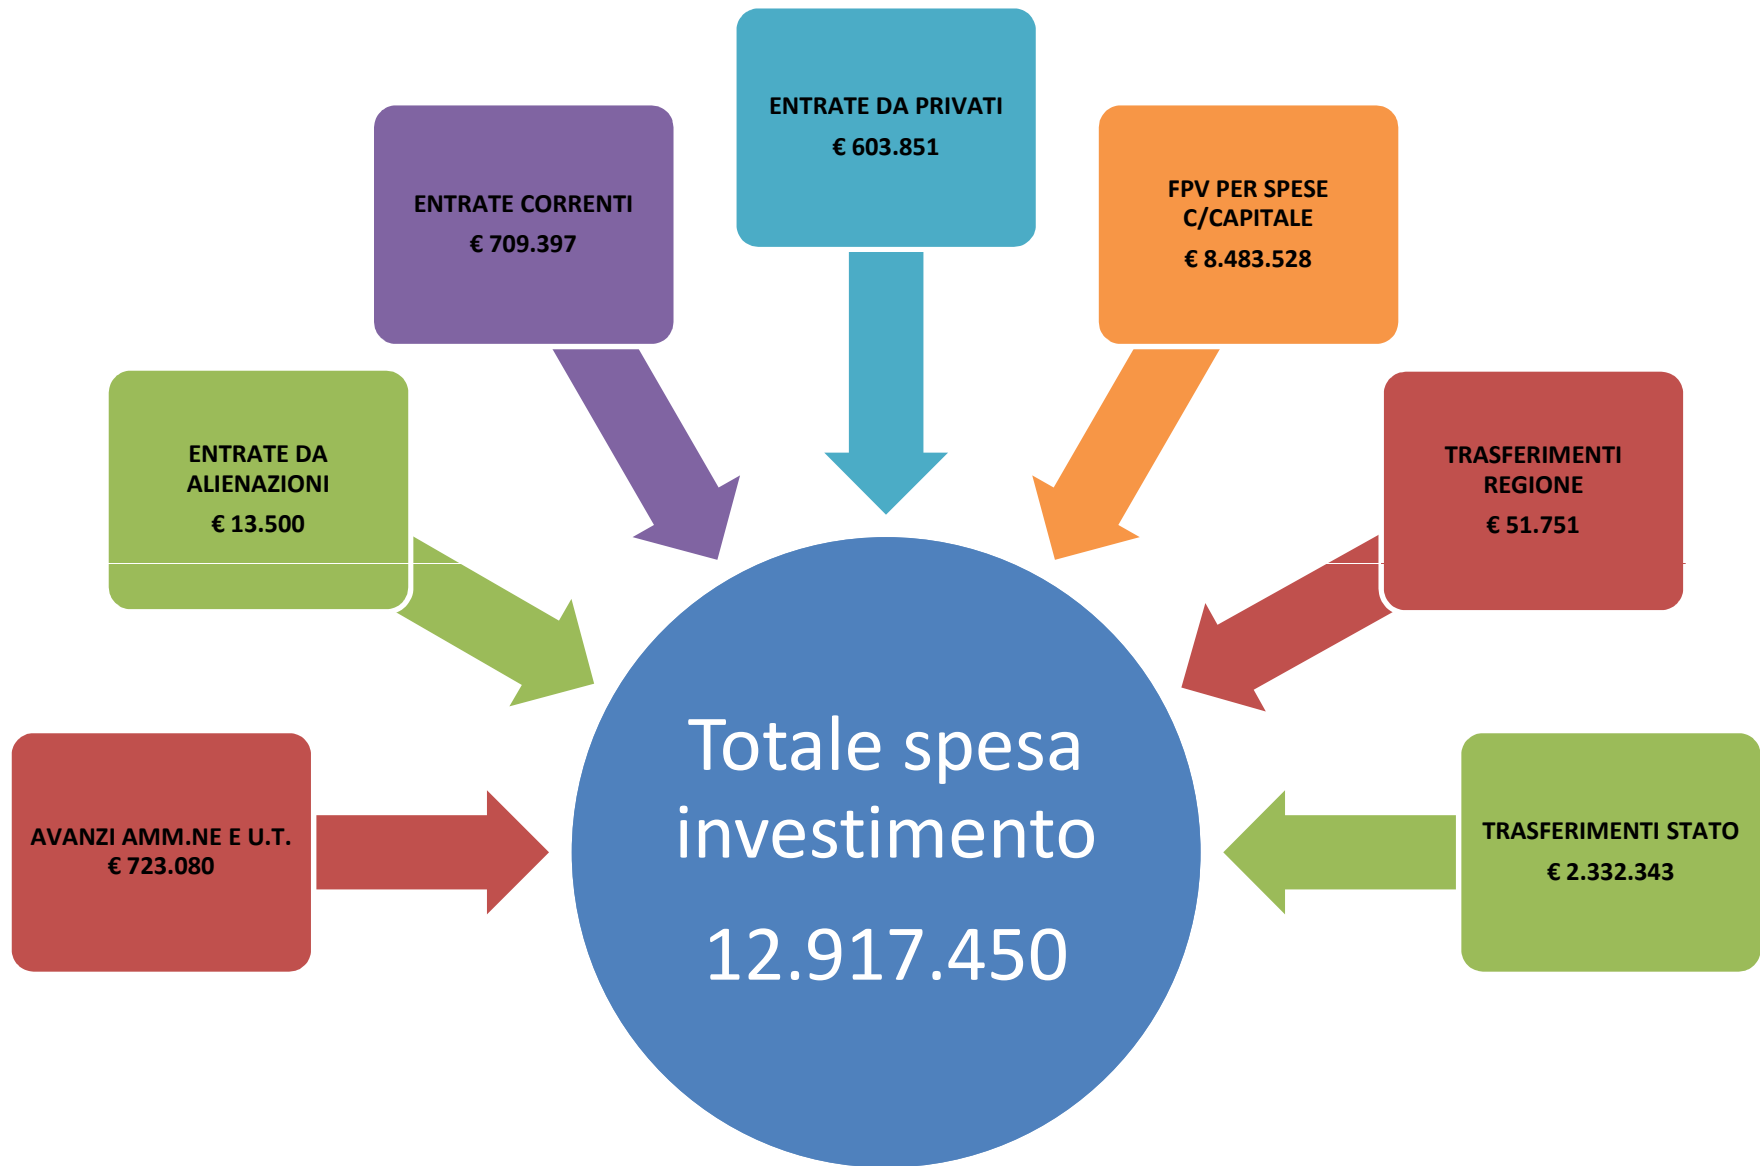 ENTRATE DA PRIVATI
€ 603.851
ENTRATE CORRENTI
€ 709.397
FPV PER SPESE
C/CAPITALE
€ 8.483.528
ENTRATE DA
ALIENAZIONI
€ 13.500
TRASFERIMENTI
REGIONE
€ 51.751
AVANZI AMM.NE E U.T.
€ 723.080
TRASFERIMENTI STATO
€ 2.332.343
Totale spesa
investimento
12.917.450